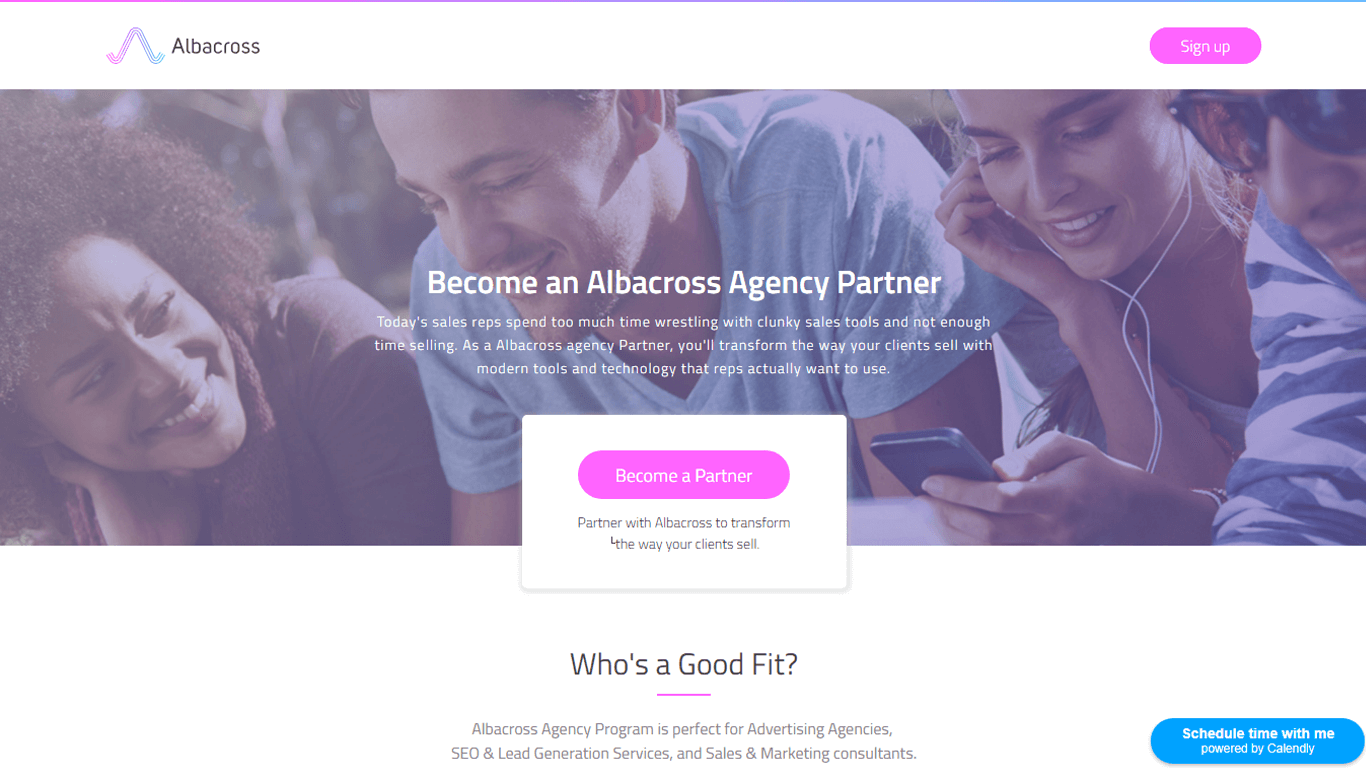 Albacross
Sign up
Become an Albacross Agency Partner
Today's sales reps spend too much time wrestling with clunky sales tools and not enough
time selling. As a Albacross agency Partner, you'll transform the way your clients sell with
modern tools and technology that reps actually want to use.
Become a Partner
Partner with Albacross to transform
the way your clients sell.
Who's a Good Fit?
Albacross Agency Program is perfect for Advertising Agencies,
SEO & Lead Generation Services, and Sales & Marketing consultants.
Schedule time with me
powered by Calendly